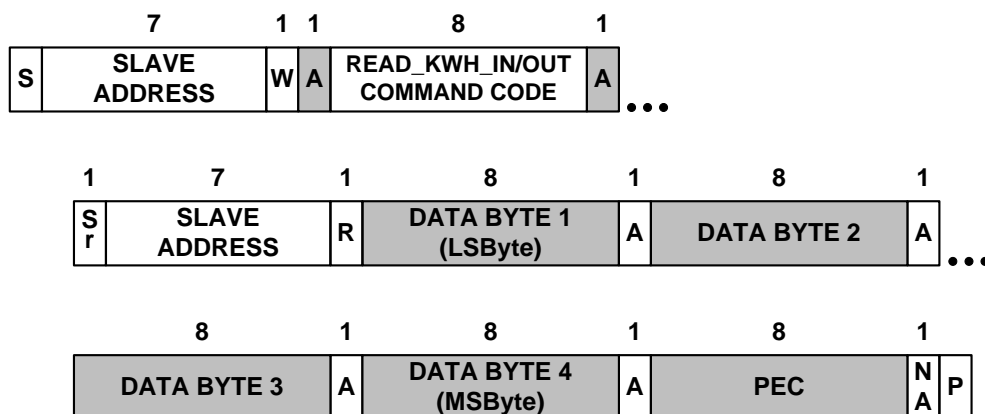 7 1 1 8 1
S SLAVE ADDRESS W A READ_KWH_IN/OUT COMMAND CODE A •••
1 7 1 8 1 8 1
Sr SLAVE ADDRESS R DATA BYTE 1 (LSByte) A DATA BYTE 2 A •••
8 1 8 1 8 1
DATA BYTE 3 A DATA BYTE 4 (MSByte) A PEC NA P